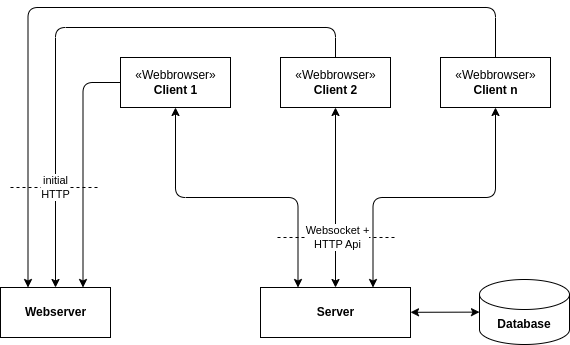 «Webbrowser»
Client 1
«Webbrowser»
Client 2
«Webbrowser»
Client n
initial
HTTP
Websocket +
HTTP Api
Webserver
Server
Database